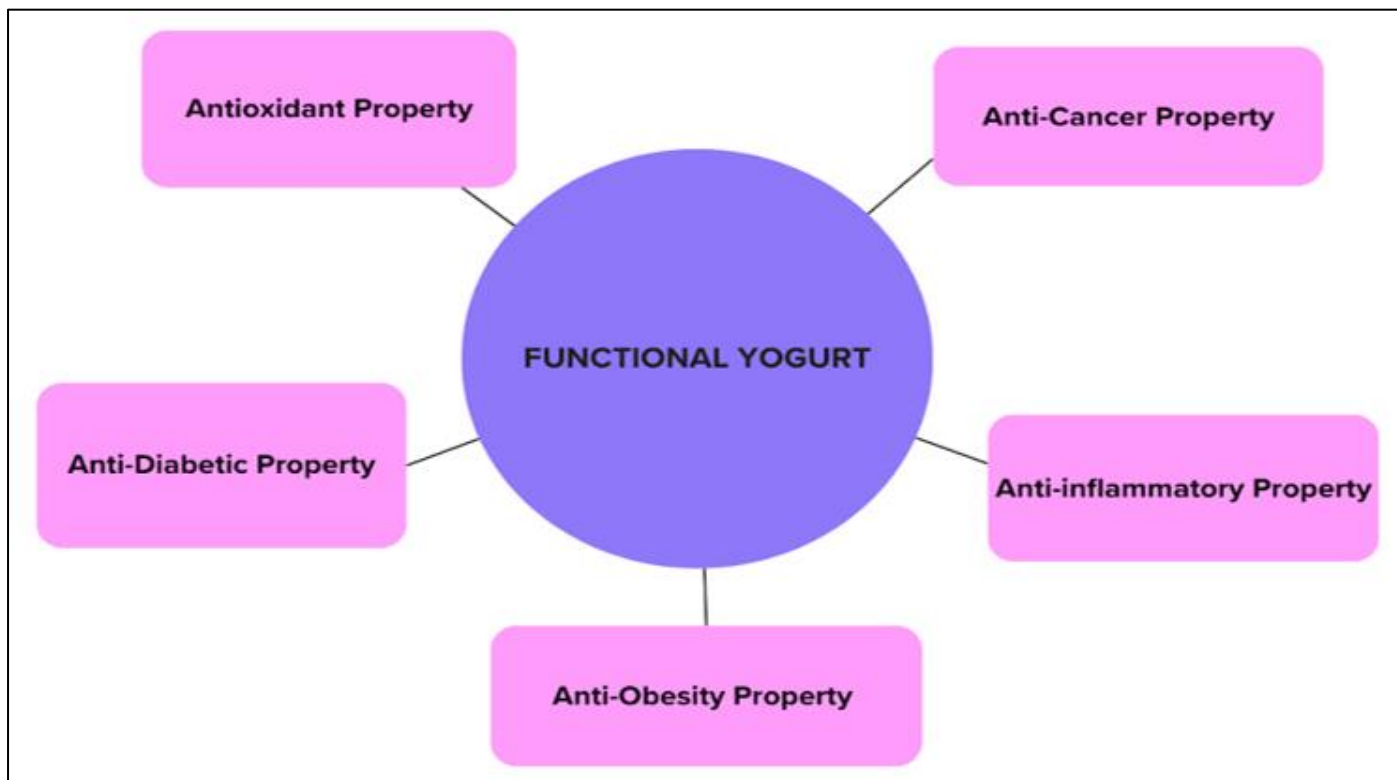 Antioxidant Property
Anti-Cancer Property
FUNCTIONAL YOGURT
Anti-Diabetic Property
Anti-inflammatory Property
Anti-Obesity Property